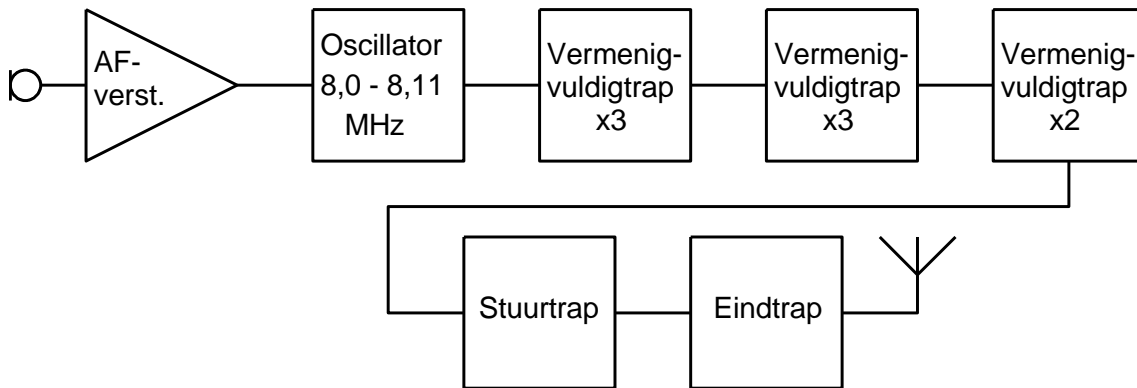 AF-
verst.
Oscillator
8,0 - 8,11
MHz
Vermenig-
vuldigtrap
x3
Vermenig-
vuldigtrap
x3
Vermenig-
vuldigtrap
x2
Stuurtrap
Eindtrap